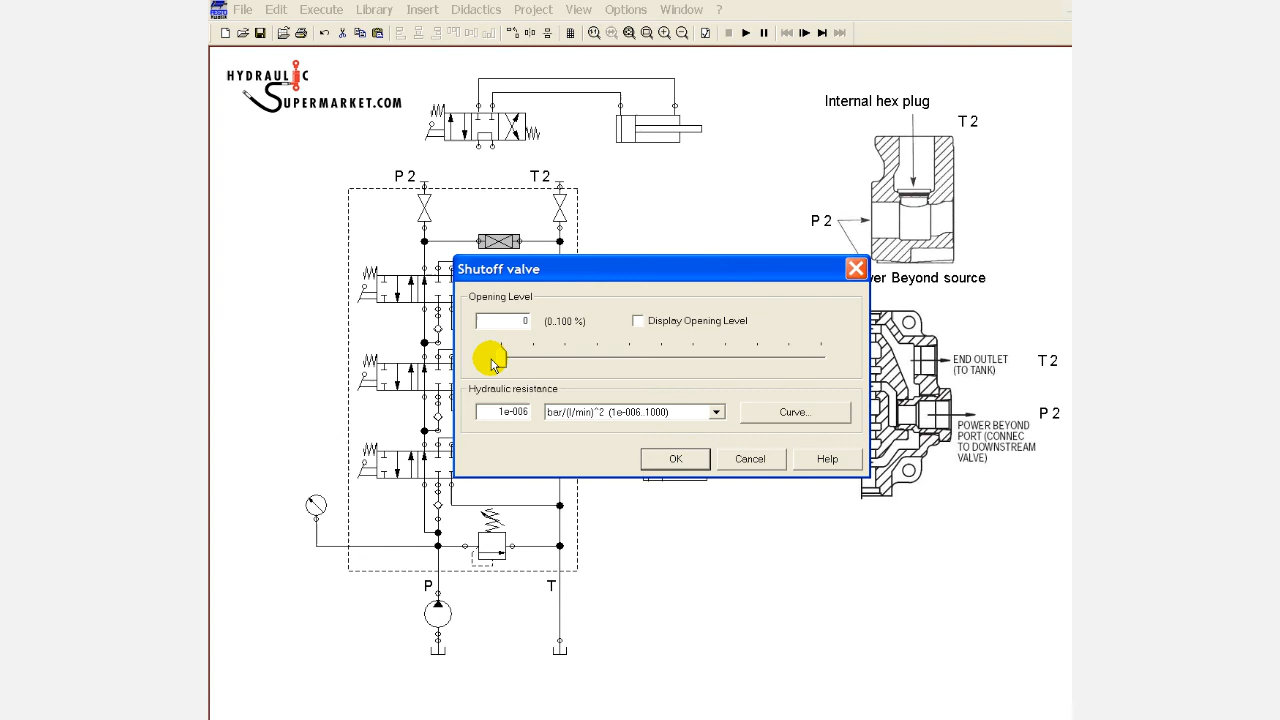 File Edit Execute Library Insert Didactics Project View Options Window ?
HYDRAULIC
SUPERMARKET.COM
Internal hex plug
T 2
P 2
T 2
P 2
Shutoff valve
wer Beyond source
Opening Level
0 (0..100 %) Display Opening Level
END OUTLET
(TO TANK)
T 2
Hydraulic resistance
1e-006 bar/(l/min)^2 (1e-006..1000) Curve...
P 2
POWER BEYOND
PORT (CONNEC
TO DOWNSTREAM
VALVE)
OK Cancel Help
P
T